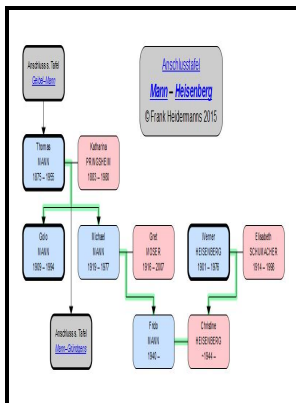 Anschluss s. Tafel
Geibel–Mann
Anschlusstafel
Mann – Heisenberg
© Frank Heidermanns 2015
Thomas
MANN
1875 – 1955
Katharina
PRINGSHEIM
1883 – 1980
Golo
MANN
1909 – 1994
Michael
MANN
1919 – 1977
Gret
MOSER
1916 – 2007
Werner
HEISENBERG
1901 – 1976
Elisabeth
SCHUMACHER
1914 – 1998
Anschluss s. Tafel
Mann–Gründgens
Frido
MANN
1940 –
Christine
HEISENBERG
~1944 –